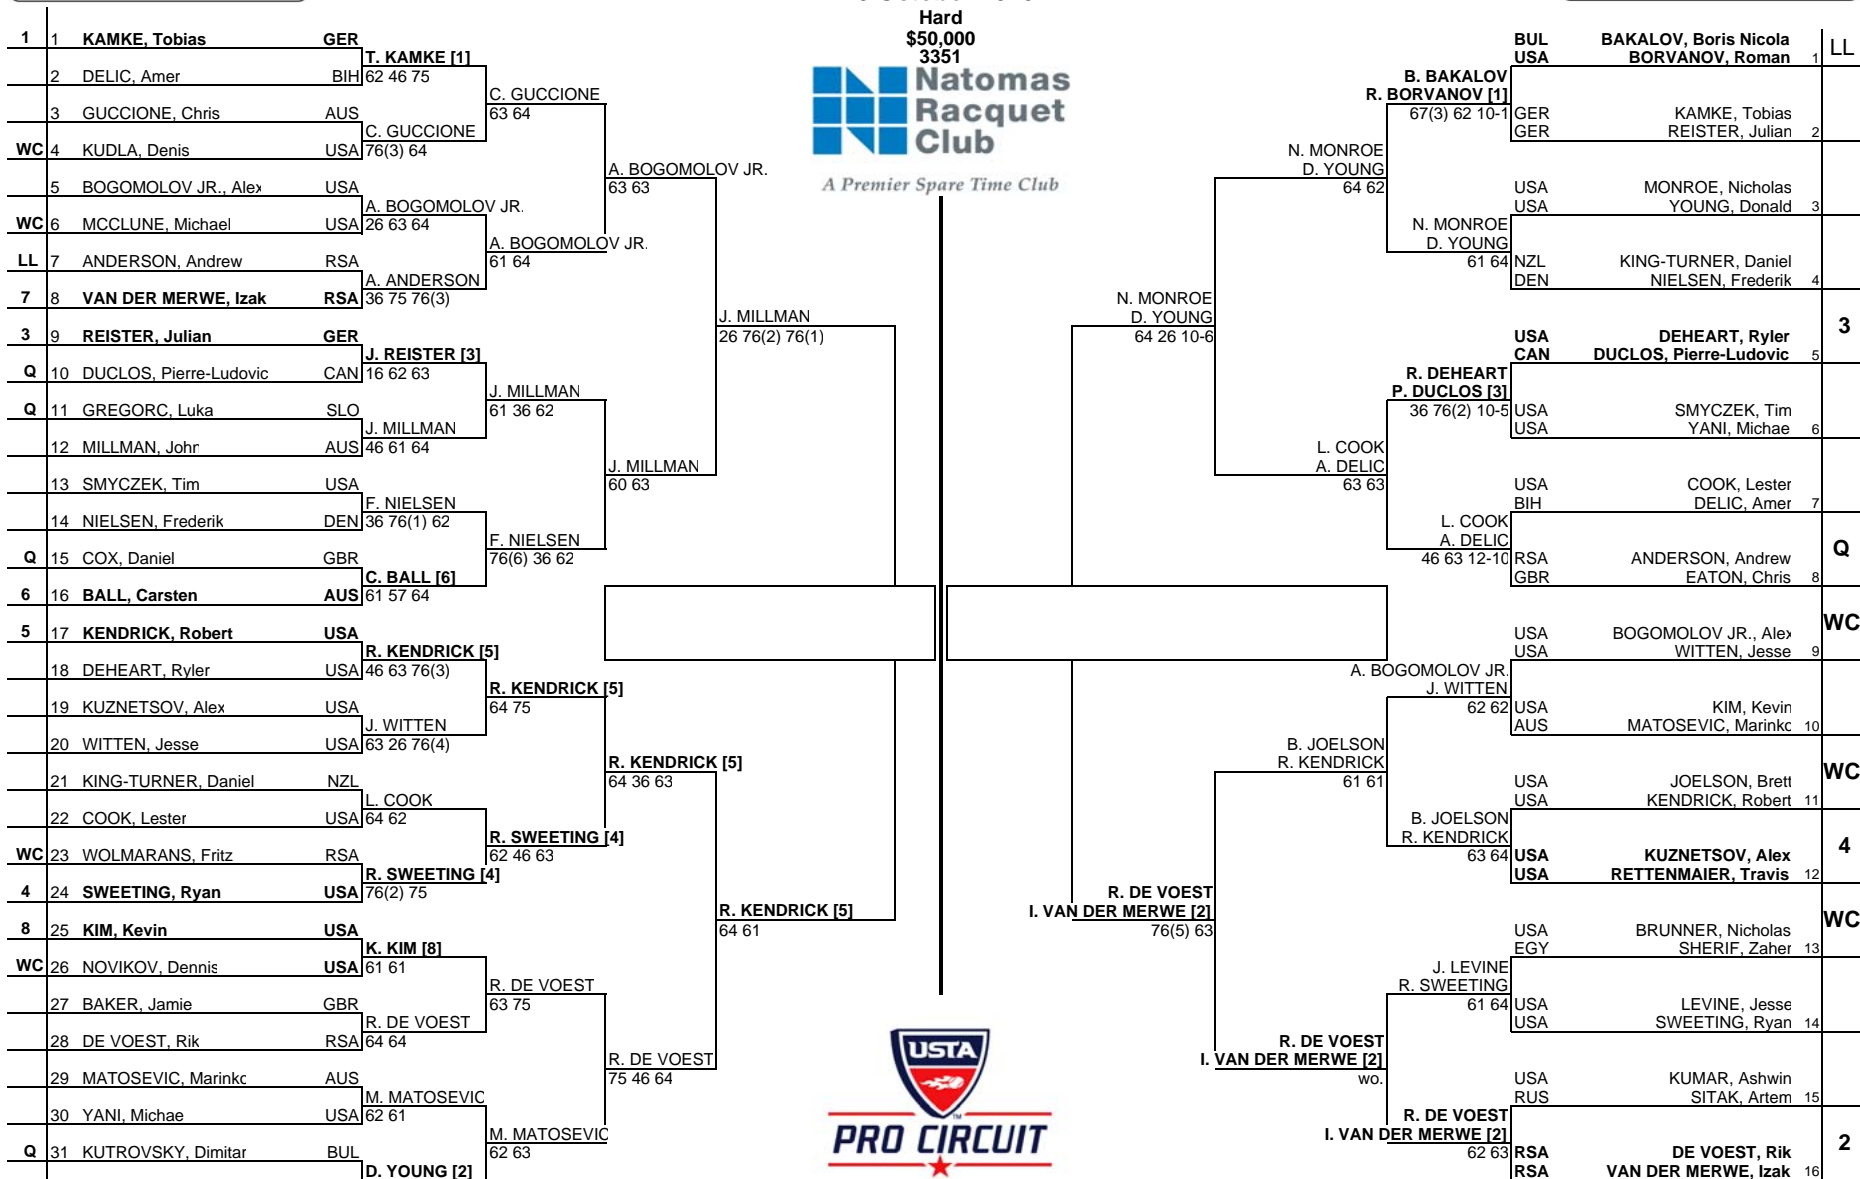 Hard
$50,000
3351
Natomas
Racquet
Club
A Premier Spare Time Club
1 1 KAMKE, Tobias GER
2 DELIC, Amer BIH
3 GUCCIONE, Chris AUS
WC 4 KUDLA, Denis USA
5 BOGOMOLOV JR., Alex USA
WC 6 MCCLUNE, Michael USA
LL 7 ANDERSON, Andrew RSA
7 8 VAN DER MERWE, Izak RSA
3 9 REISTER, Julian GER
Q 10 DUCLOS, Pierre-Ludovic CAN
Q 11 GREGORC, Luka SLO
12 MILLMAN, John AUS
13 SMYCZEK, Tim USA
14 NIELSEN, Frederik DEN
Q 15 COX, Daniel GBR
6 16 BALL, Carsten AUS
5 17 KENDRICK, Robert USA
18 DEHEART, Ryler USA
19 KUZNETSOV, Alex USA
20 WITTEN, Jesse USA
21 KING-TURNER, Daniel NZL
22 COOK, Lester USA
WC 23 WOLMARANS, Fritz RSA
4 24 SWEETING, Ryan USA
8 25 KIM, Kevin USA
WC 26 NOVIKOV, Dennis USA
27 BAKER, Jamie GBR
28 DE VOEST, Rik RSA
29 MATOSEVIC, Marinko AUS
30 YANI, Michae USA
Q 31 KUTROVSKY, Dimitar BUL
T. KAMKE [1]
62 46 75
C. GUCCIONE
76(3) 64
A. BOGOMOLOV JR.
26 63 64
A. ANDERSON
36 75 76(3)
J. REISTER [3]
16 62 63
J. MILLMAN
46 61 64
F. NIELSEN
36 76(1) 62
C. BALL [6]
61 57 64
R. KENDRICK [5]
46 63 76(3)
J. WITTEN
63 26 76(4)
L. COOK
64 62
R. SWEETING [4]
76(2) 75
K. KIM [8]
61 61
R. DE VOEST
64 64
M. MATOSEVIC
62 61
D. YOUNG [2]
C. GUCCIONE
63 64
A. BOGOMOLOV JR.
61 64
J. MILLMAN
61 36 62
F. NIELSEN
76(6) 36 62
R. KENDRICK [5]
64 75
R. SWEETING [4]
62 46 63
R. DE VOEST
63 75
M. MATOSEVIC
62 63
A. BOGOMOLOV JR.
63 63
J. MILLMAN
60 63
R. KENDRICK [5]
64 36 63
R. DE VOEST
75 46 64
J. MILLMAN
26 76(2) 76(1)
R. KENDRICK [5]
64 61
USTA
TM
PRO CIRCUIT
BUL BAKALOV, Boris Nicola
USA BORVANOV, Roman 1 LL
GER KAMKE, Tobias
GER REISTER, Julian 2
USA MONROE, Nicholas
USA YOUNG, Donald 3
NZL KING-TURNER, Daniel
DEN NIELSEN, Frederik 4
3
USA DEHEART, Ryler
CAN DUCLOS, Pierre-Ludovic 5
USA SMYCZEK, Tim
USA YANI, Michae 6
USA COOK, Lester
BIH DELIC, Amer 7
Q
RSA ANDERSON, Andrew
GBR EATON, Chris 8
WC
USA BOGOMOLOV JR., Alex
USA WITTEN, Jesse 9
USA KIM, Kevin
AUS MATOSEVIC, Marinko 10
WC
USA JOELSON, Brett
USA KENDRICK, Robert 11
4
USA KUZNETSOV, Alex
USA RETTENMAIER, Travis 12
WC
USA BRUNNER, Nicholas
EGY SHERIF, Zaher 13
USA LEVINE, Jesse
USA SWEETING, Ryan 14
USA KUMAR, Ashwin
RUS SITAK, Artem 15
2
RSA DE VOEST, Rik
RSA VAN DER MERWE, Izak 16
B. BAKALOV
R. BORVANOV [1]
67(3) 62 10-1
N. MONROE
D. YOUNG
61 64
R. DEHEART
P. DUCLOS [3]
36 76(2) 10-5
L. COOK
A. DELIC
46 63 12-10
A. BOGOMOLOV JR.
J. WITTEN
62 62
B. JOELSON
R. KENDRICK
63 64
J. LEVINE
R. SWEETING
61 64
R. DE VOEST
I. VAN DER MERWE [2]
62 63
N. MONROE
D. YOUNG
64 62
L. COOK
A. DELIC
63 63
B. JOELSON
R. KENDRICK
61 61
R. DE VOEST
I. VAN DER MERWE [2]
wo.
N. MONROE
D. YOUNG
64 26 10-6
R. DE VOEST
I. VAN DER MERWE [2]
76(5) 63